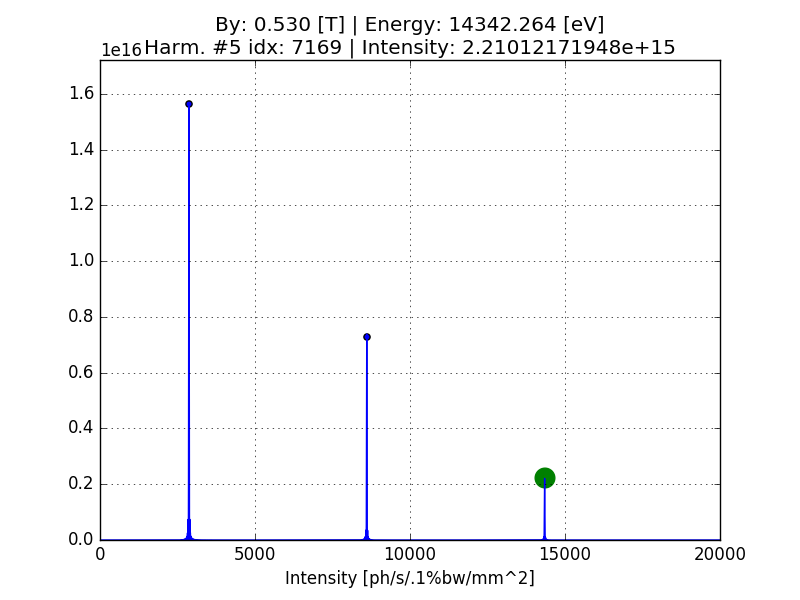 By: 0.530 [T] | Energy: 14342.264 [eV]
1e16 Harm. #5 idx: 7169 | Intensity: 2.21012171948e+15
1.6
1.4
1.2
1.0
0.8
0.6
0.4
0.2
0.0
0 5000 10000 15000 20000
Intensity [ph/s/.1%bw/mm^2]